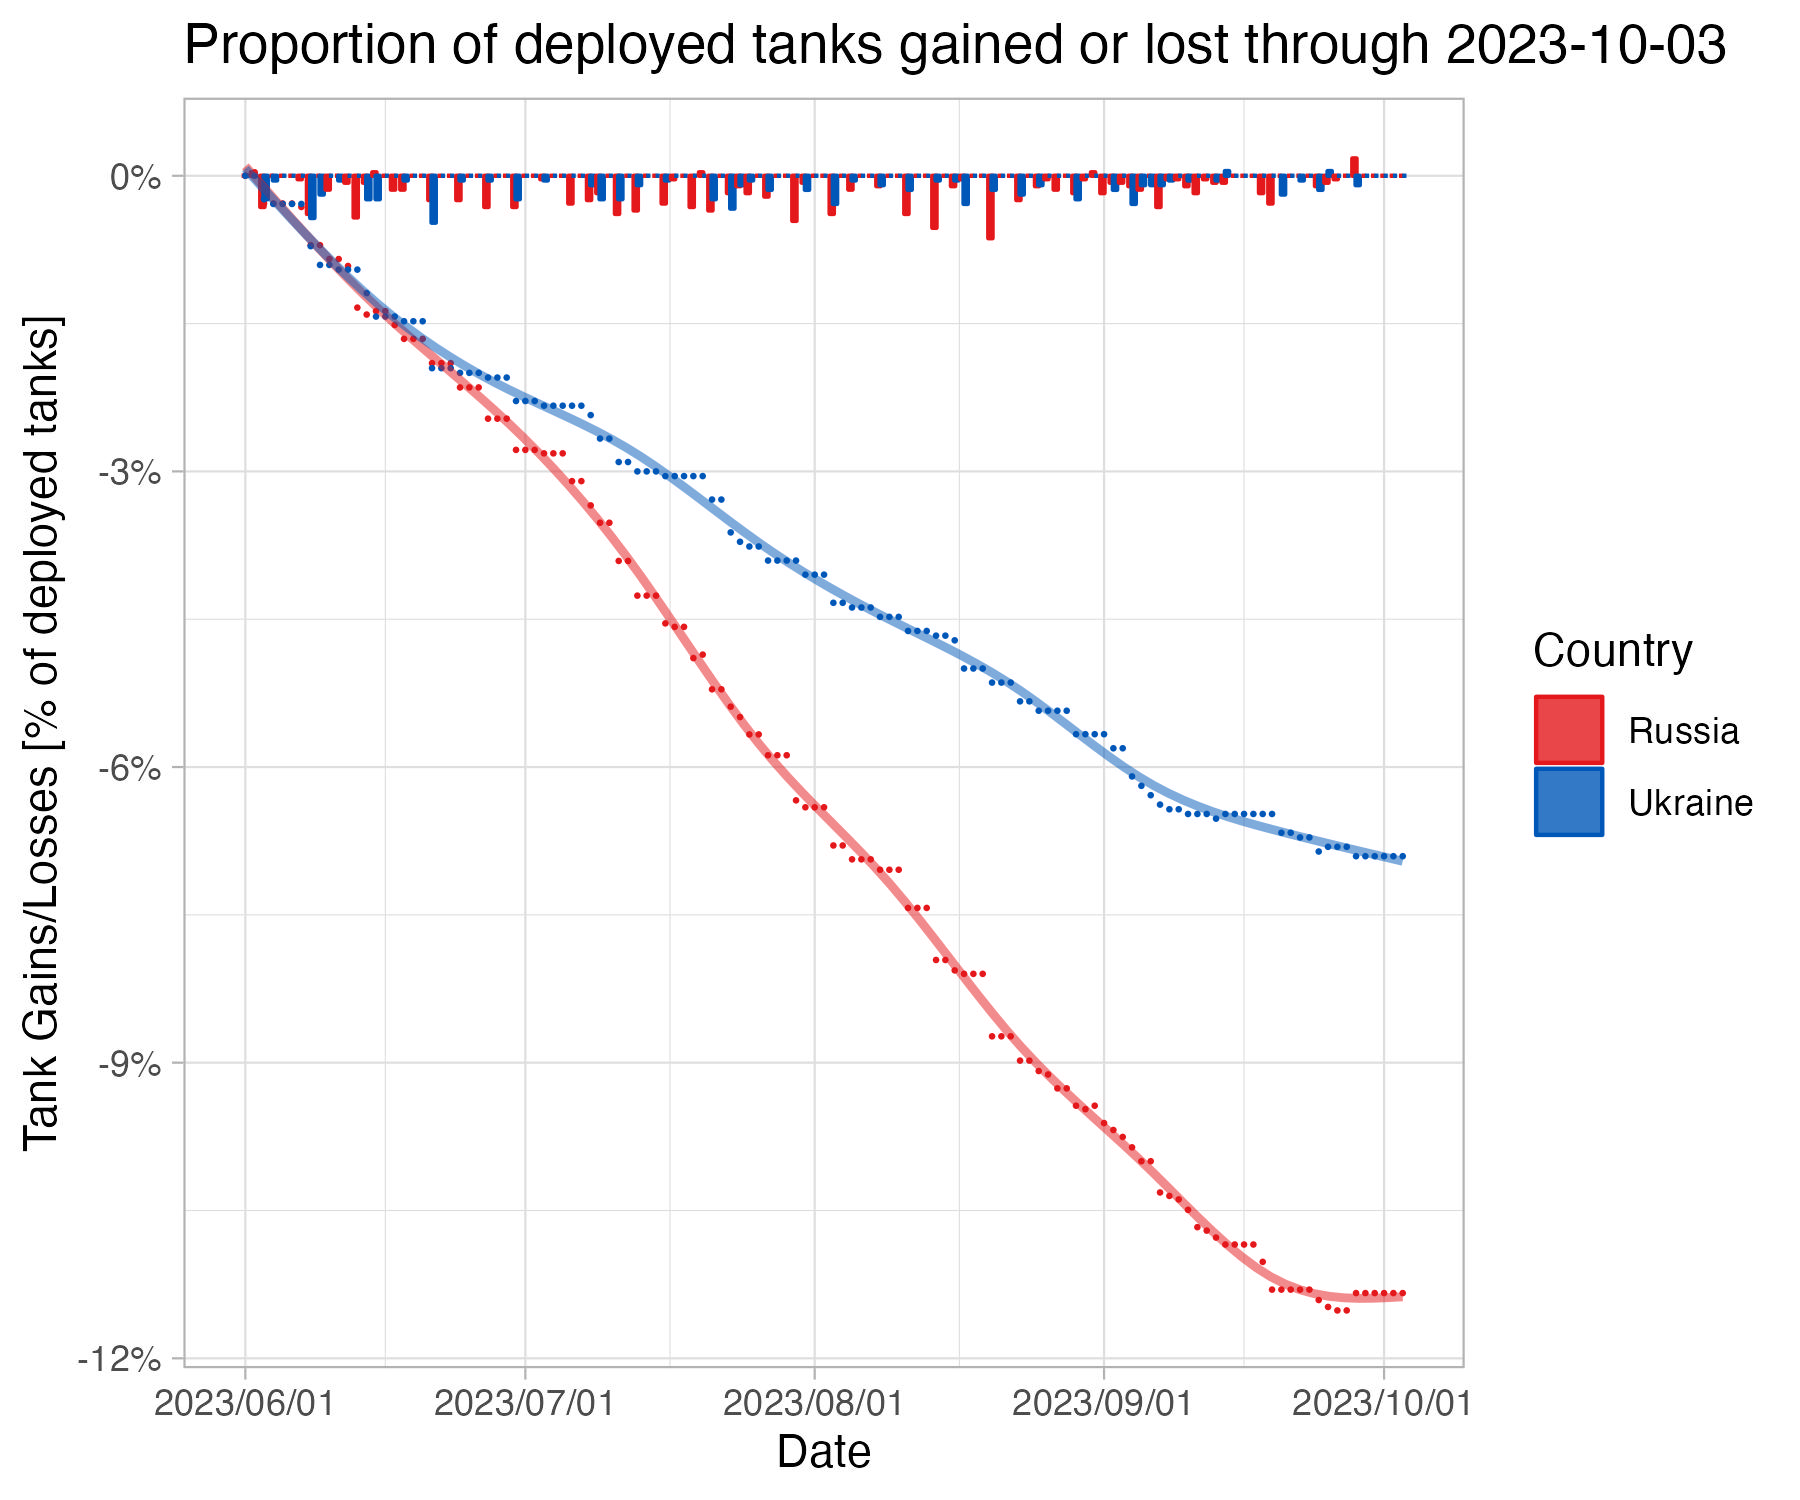 Proportion of deployed tanks gained or lost through 2023-10-03
Tank Gains/Losses [% of deployed tanks]
0%
-3%
-6%
-9%
-12%
2023/06/01
2023/07/01
2023/08/01
2023/09/01
2023/10/01
Date
Country
Russia
Ukraine